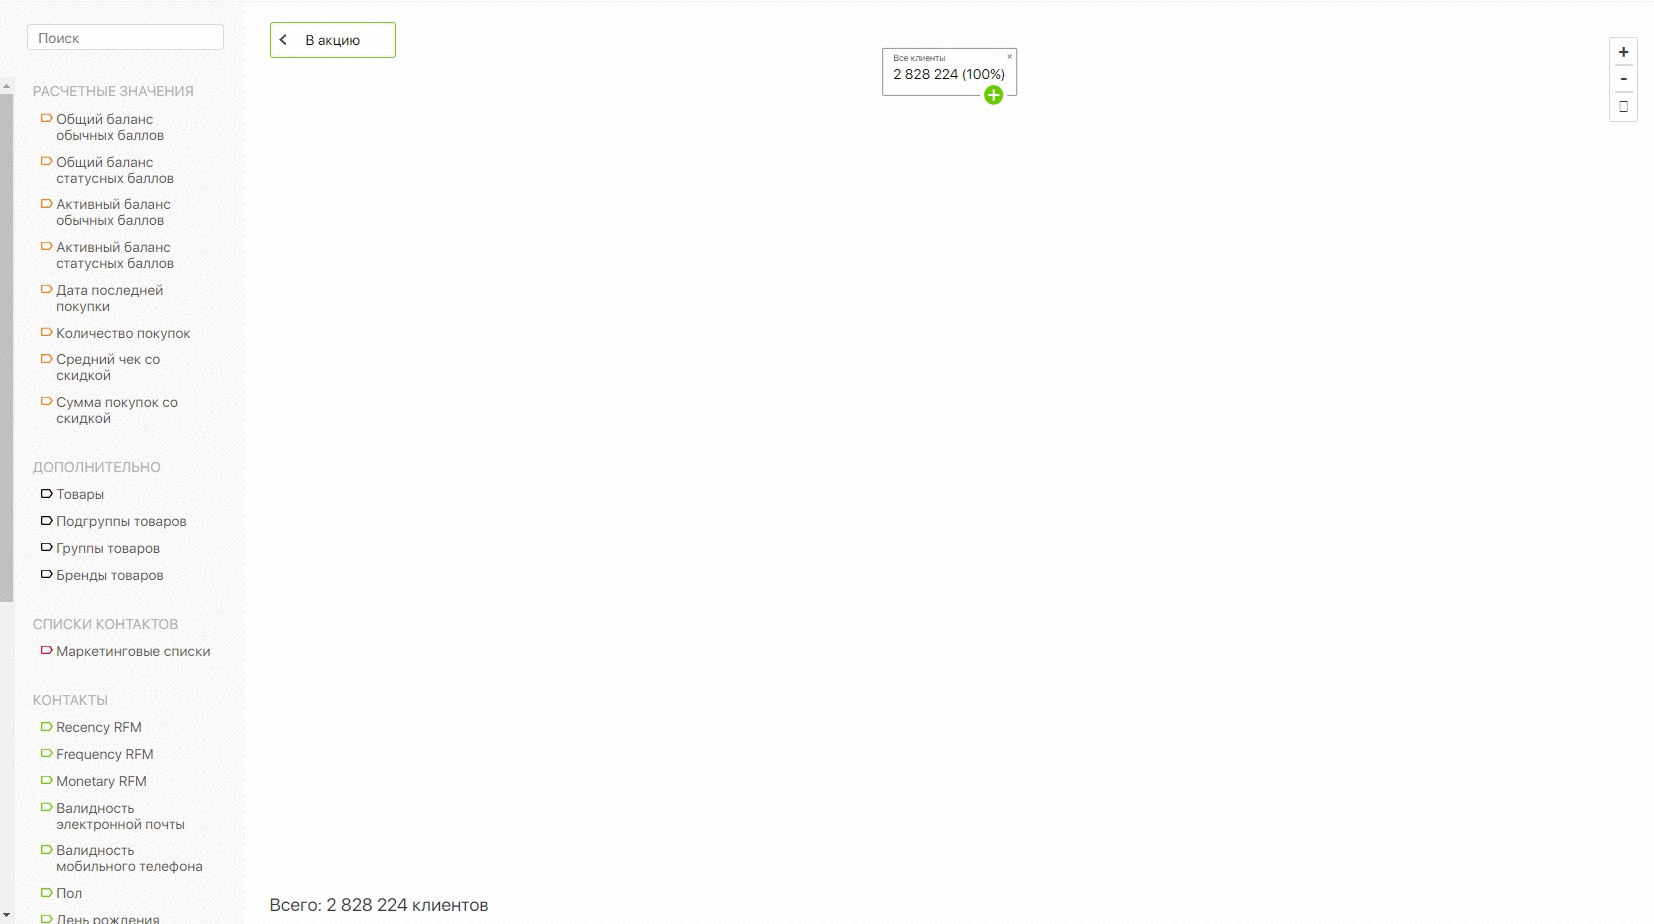 Поиск
В акцию
Все клиенты
×
2 828 224 (100%)
+
-
РАСЧЕТНЫЕ ЗНАЧЕНИЯ
Общий баланс
обычных баллов
Общий баланс
статусных баллов
Активный баланс
обычных баллов
Активный баланс
статусных баллов
Дата последней
покупки
Количество покупок
Средний чек со
скидкой
Сумма покупок со
скидкой
ДОПОЛНИТЕЛЬНО
Товары
Подгруппы товаров
Группы товаров
Бренды товаров
СПИСКИ КОНТАКТОВ
Маркетинговые списки
КОНТАКТЫ
Recency RFM
Frequency RFM
Monetary RFM
Валидность
электронной почты
Валидность
мобильного телефона
Пол
День рождения
Всего: 2 828 224 клиентов